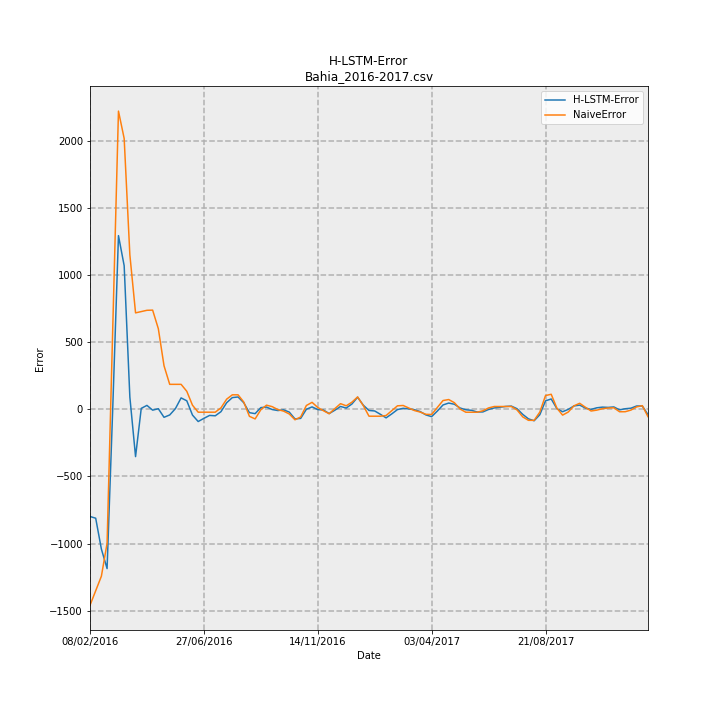 H-LSTM-Error
Bahia_2016-2017.csv
H-LSTM-Error
NaiveError
2000
1500
1000
500
0
−500
−1000
−1500
Error
08/02/2016 27/06/2016 14/11/2016 03/04/2017 21/08/2017
Date